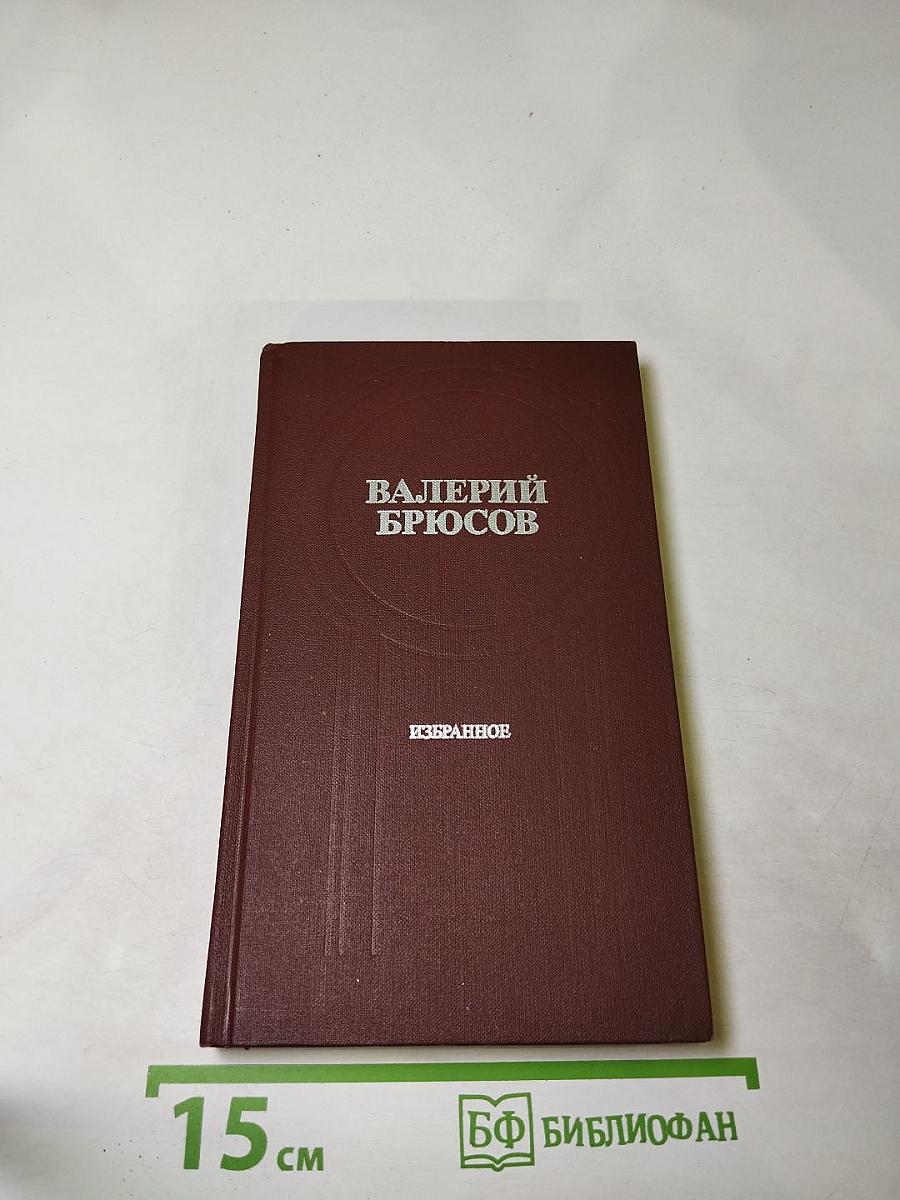 ВАЛЕРИЙ
БРЮСОВ
ИЗБРАННОЕ
15 см
БФ БИБЛИОФАН